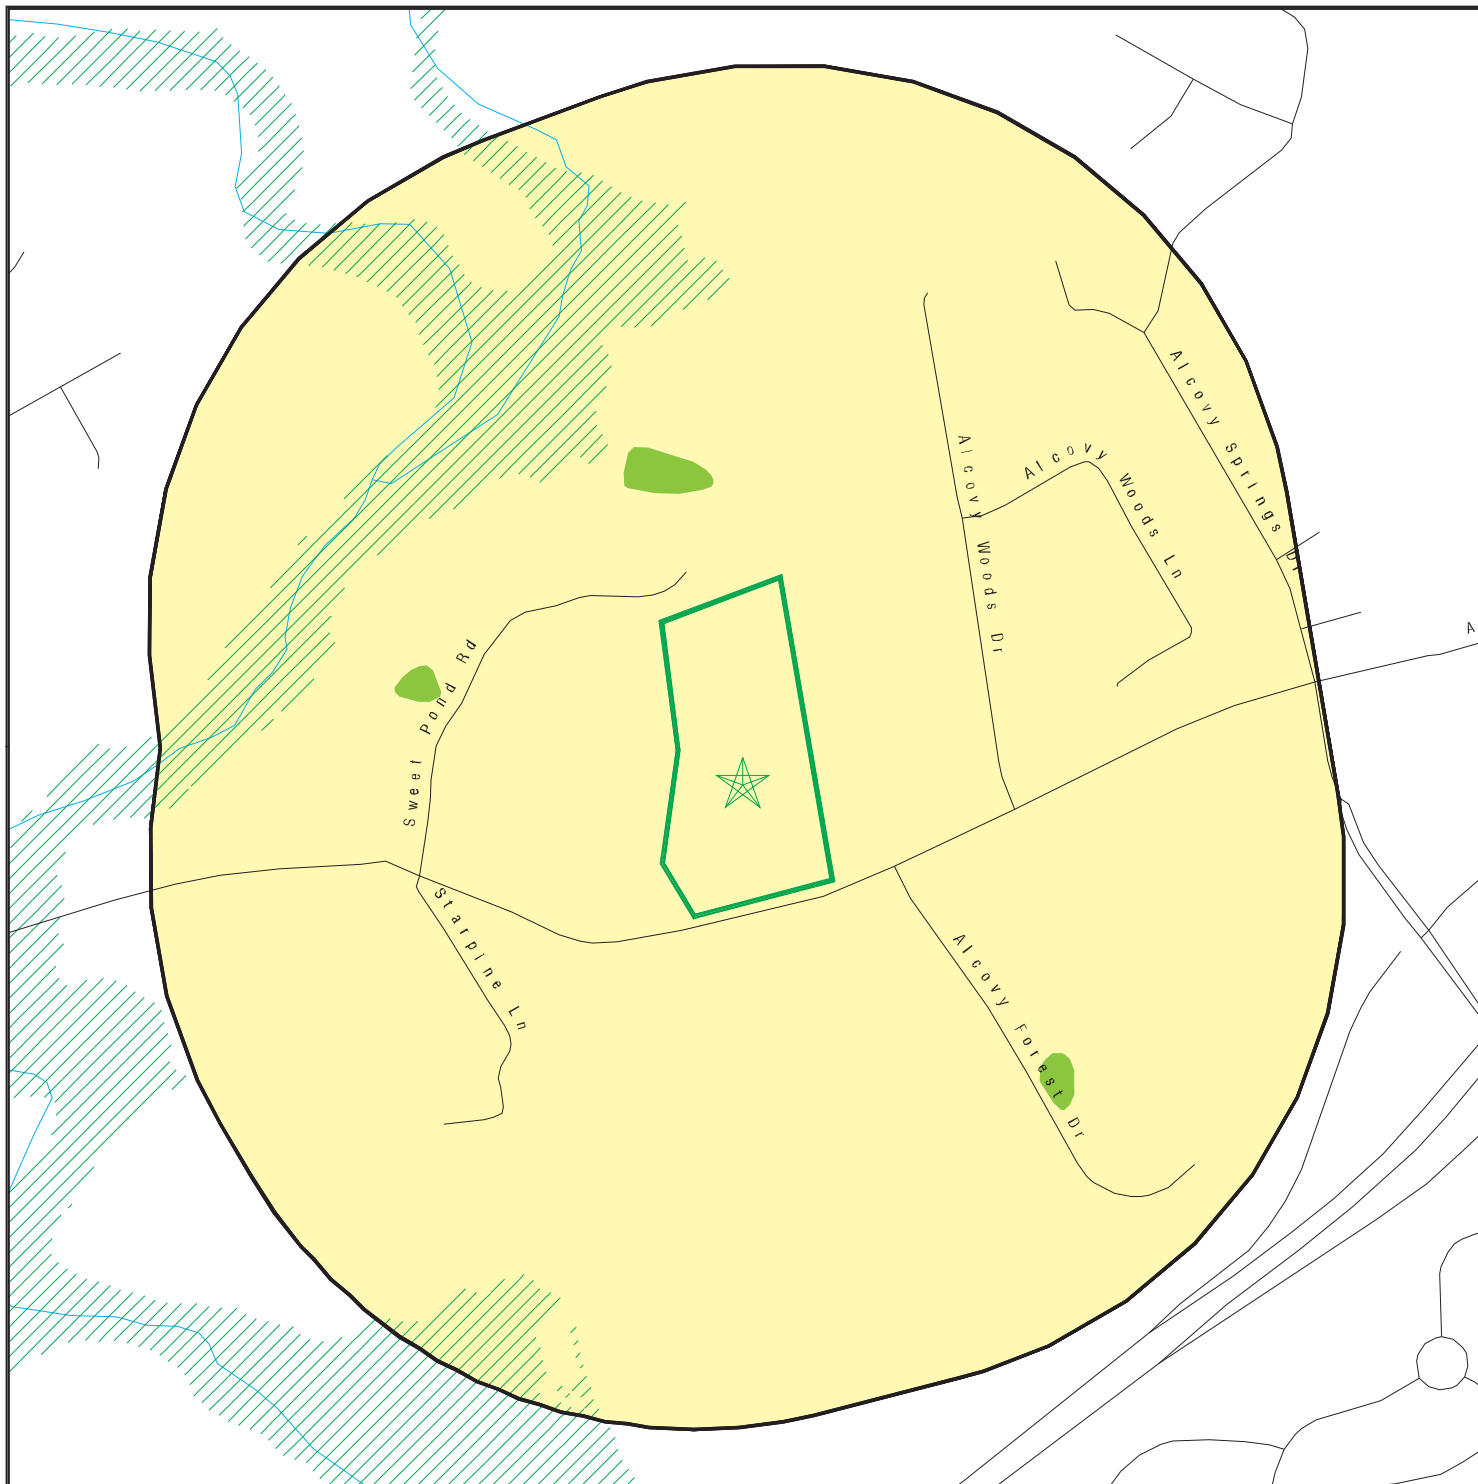 Alcovy Springs Dr
Alcovy Woods Dr
Alcovy Woods Ln
A
Sweet Pond Rd
Starpine Ln
Alcovy Forest Dr